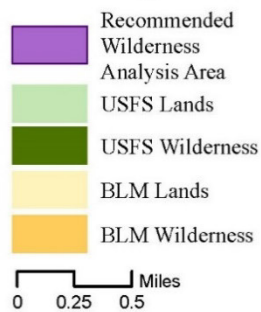 Recommended
Wilderness
Analysis Area
USFS Lands
USFS Wilderness
BLM Lands
BLM Wilderness
Miles
0 0.25 0.5